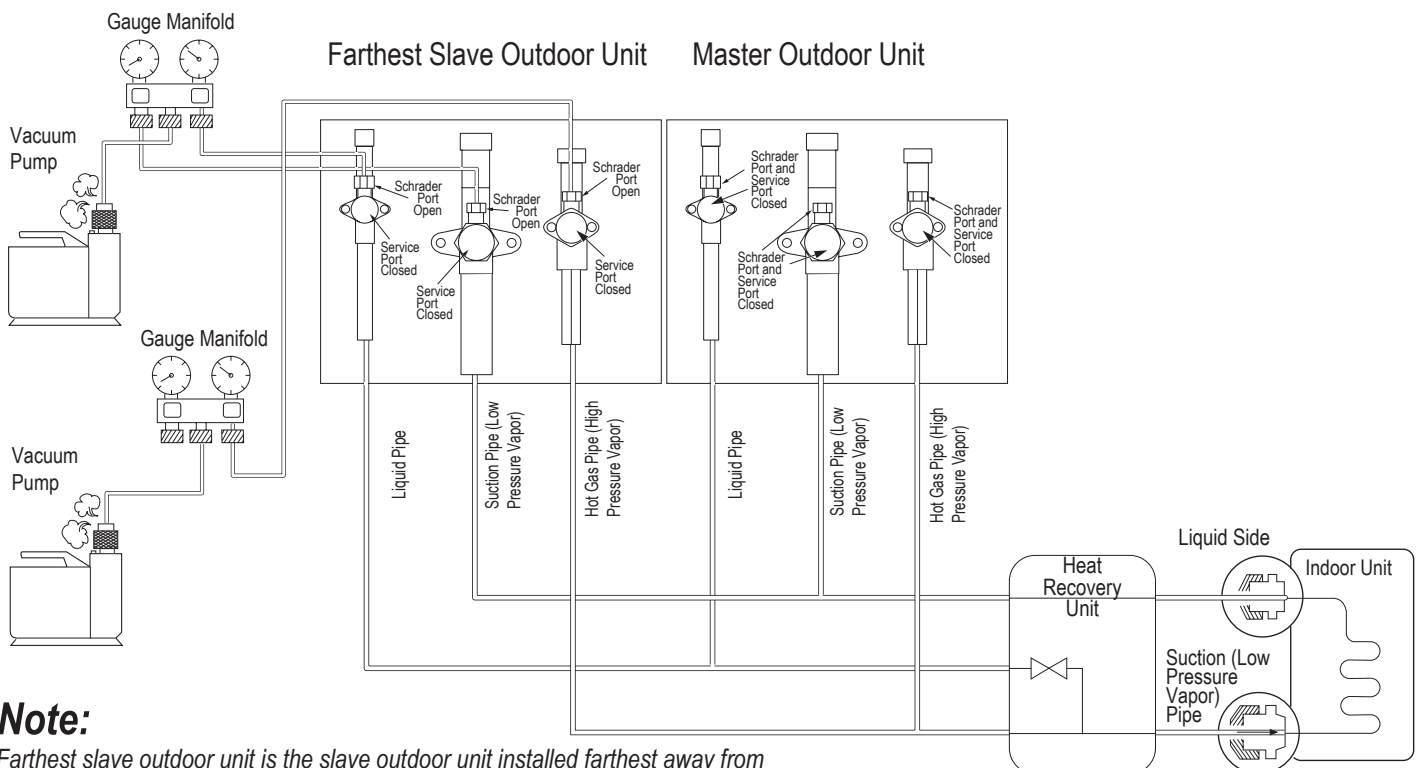 Gauge Manifold
Farthest Slave Outdoor Unit
Master Outdoor Unit
Vacuum
Pump
Schrader
Port
Open
Service
Port
Closed
Schrader
Port
Open
Service
Port
Closed
Schrader
Port
Open
Service
Port
Closed
Schrader
Port and
Service
Port
Closed
Schrader
Port and
Service
Port
Closed
Schrader
Port and
Service
Port
Closed
Gauge Manifold
Vacuum
Pump
Liquid Pipe
Suction Pipe (Low
Pressure Vapor)
Hot Gas Pipe (High
Pressure Vapor)
Liquid Pipe
Suction Pipe (Low
Pressure Vapor)
Hot Gas Pipe (High
Pressure Vapor)
Heat
Recovery
Unit
Liquid Side
Indoor Unit
Suction (Low
Pressure
Vapor)
Pipe
Note:
Farthest slave outdoor unit is the slave outdoor unit installed farthest away from